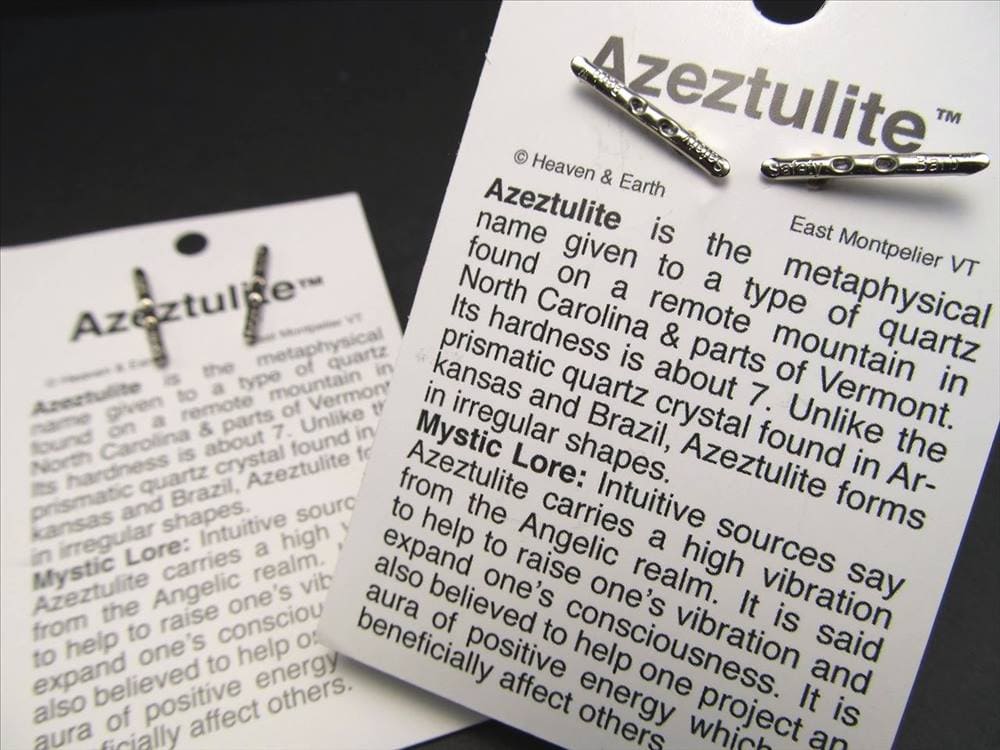 Azeztulite™
© Heaven & Earth
East Montpelier VT
Azeztulite is the metaphysical
name given to a type of quartz
found on a remote mountain in
North Carolina & parts of Vermont.
Its hardness is about 7. Unlike the
prismatic quartz crystal found in Ar-
kansas and Brazil, Azeztulite forms
in irregular shapes.
Mystic Lore: Intuitive sources say
Azeztulite carries a high vibration
from the Angelic realm. It is said
to help to raise one's vibration and
expand one's consciousness. It is
also believed to help one project an
aura of positive energy which
beneficially affect others
Safety
Safety Earth
Azeztulite™
East Montpelier VT
Azeztulite is the metaphysical
name given to a type of quartz
found on a remote mountain in
North Carolina & parts of Vermont
Its hardness is about 7. Unlike
prismatic quartz crystal found in
kansas and Brazil, Azeztulite
in irregular shapes.
Mystic Lore: Intuitive
Azeztulite carries a high
from the Angelic realm.
to help to raise one's
expand one's
also believed to help
aura of positive energy
affect others.